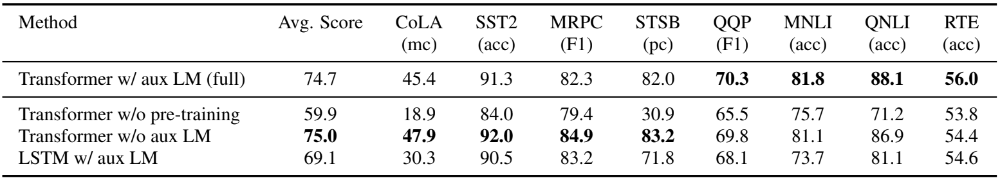 Method Avg. Score CoLA SST2 MRPC STSB QQP MNLI QNLI RTE
(mc) (acc) (F1) (pc) (F1) (acc) (acc) (acc)
Transformer w/ aux LM (full) 74.7 45.4 91.3 82.3 82.0 70.3 81.8 88.1 56.0
Transformer w/o pre-training 59.9 18.9 84.0 79.4 30.9 65.5 75.7 71.2 53.8
Transformer w/o aux LM 75.0 47.9 92.0 84.9 83.2 69.8 81.1 86.9 54.4
LSTM w/ aux LM 69.1 30.3 90.5 83.2 71.8 68.1 73.7 81.1 54.6